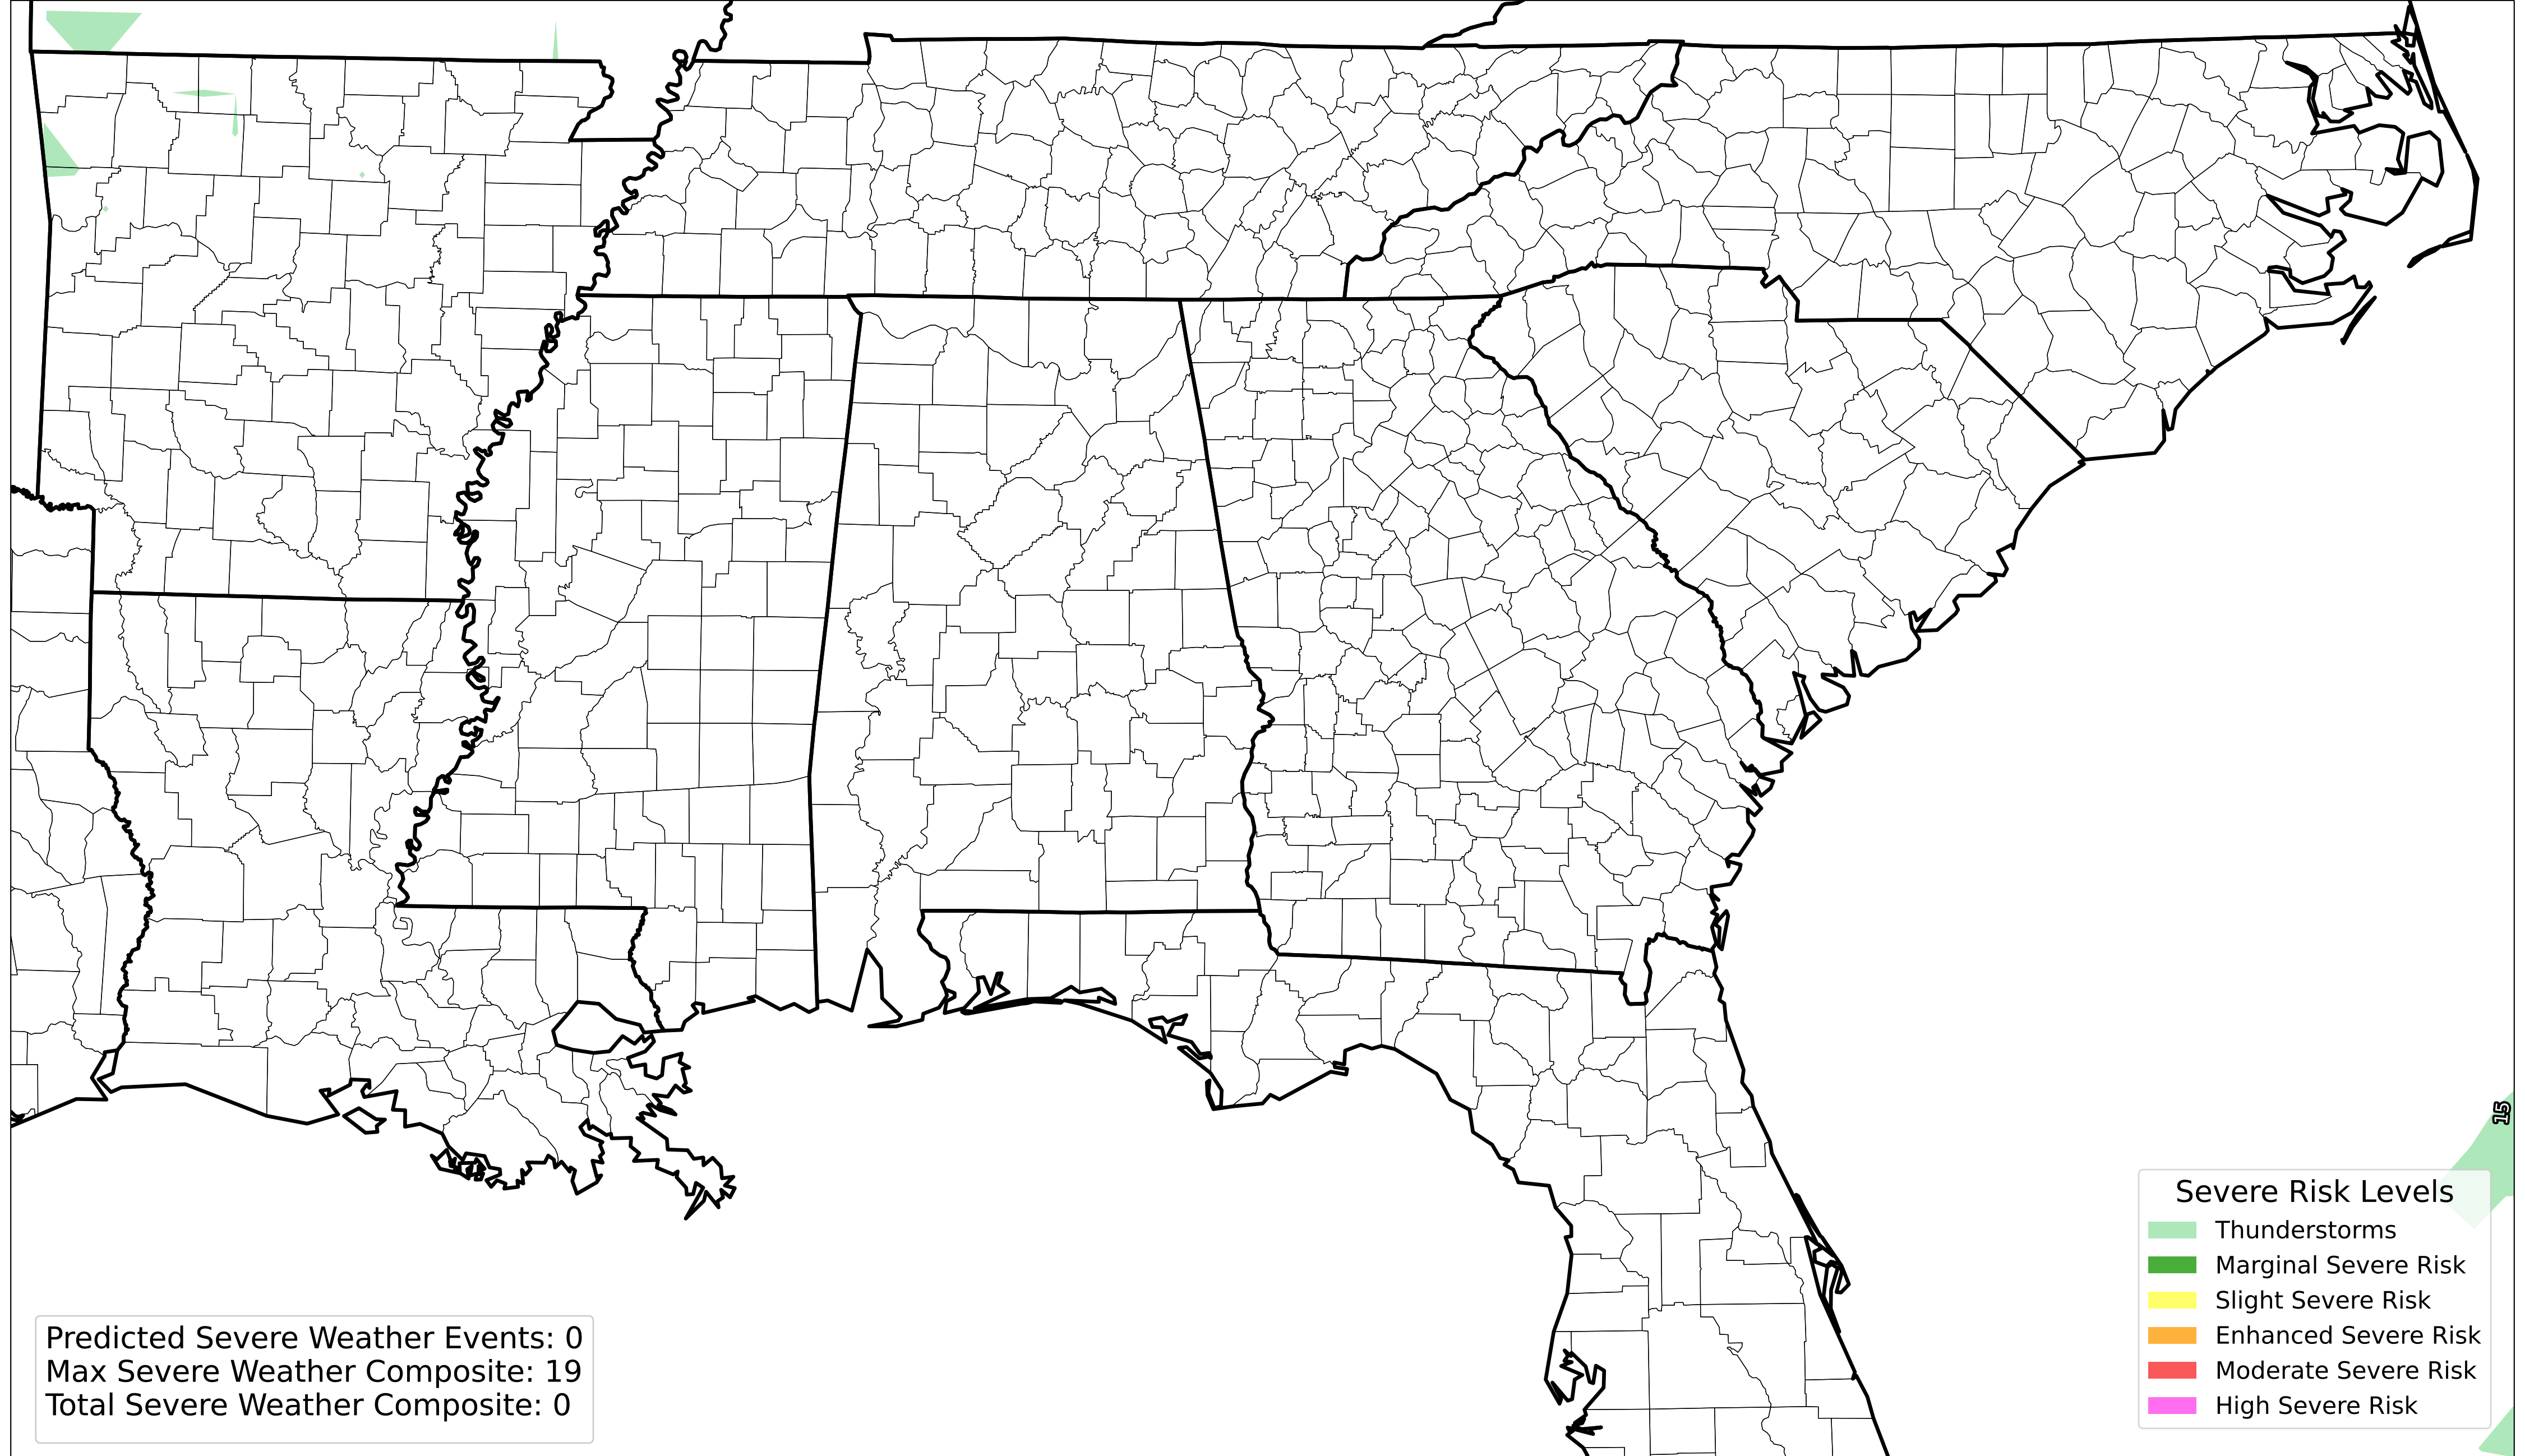 15
Severe Risk Levels
Thunderstorms
Marginal Severe Risk
Slight Severe Risk
Enhanced Severe Risk
Moderate Severe Risk
High Severe Risk
Predicted Severe Weather Events: 0
Max Severe Weather Composite: 19
Total Severe Weather Composite: 0